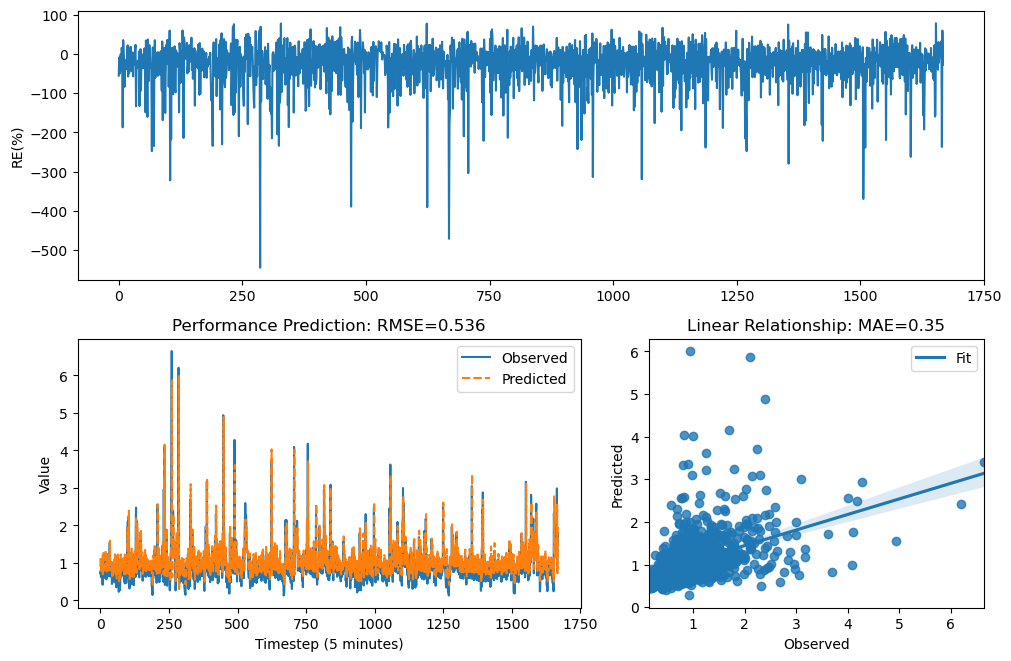 100
0
−100
−200
−300
−400
−500
RE(%)
0 250 500 750 1000 1250 1500 1750
Performance Prediction: RMSE=0.536
Observed
Predicted
6
5
4
3
2
1
0
Value
0 250 500 750 1000 1250 1500 1750
Timestep (5 minutes)
Linear Relationship: MAE=0.35
Fit
6
5
4
3
2
1
0
Predicted
1 2 3 4 5 6
Observed